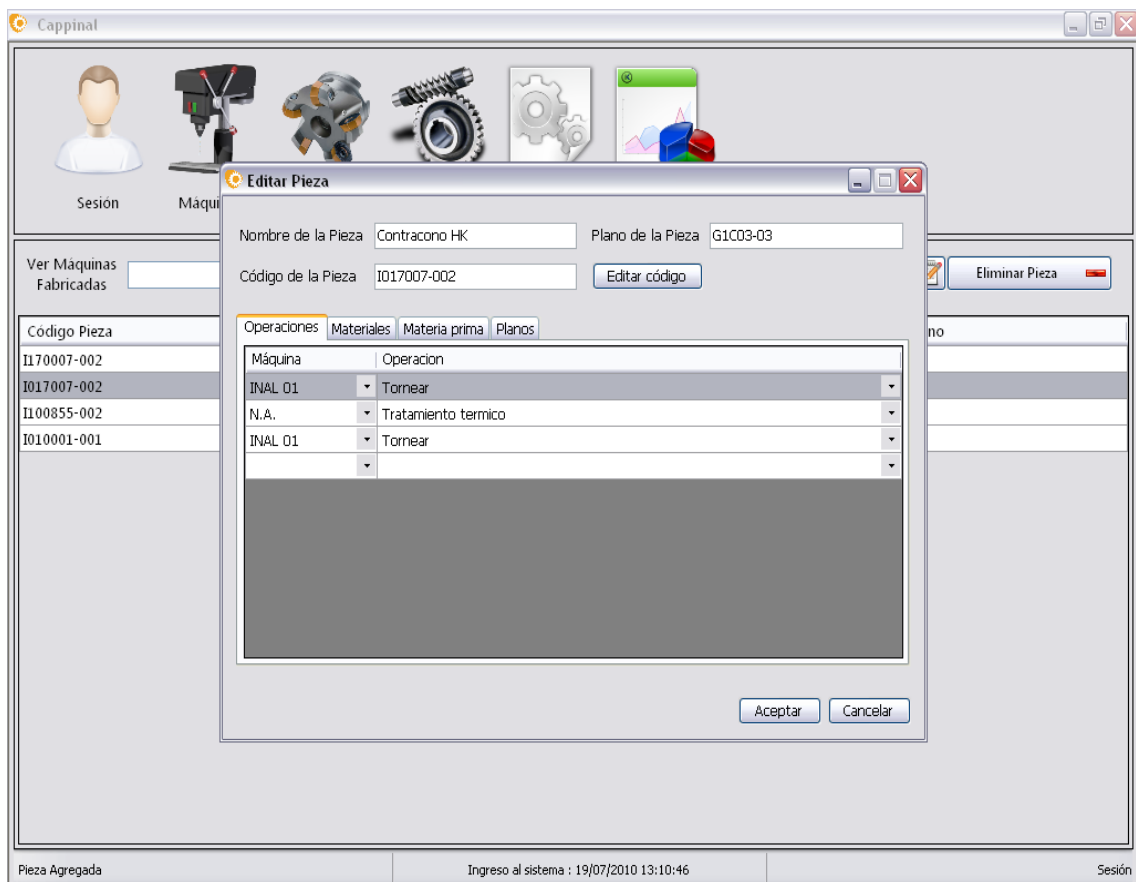 Cappinal
Sesión Máqui
Editar Pieza
Nombre de la Pieza Contracono HK Plano de la Pieza G1C03-03
Código de la Pieza I017007-002 Editar código
Operaciones Materiales Materia prima Planos
Máquina Operacion
INAL 01 Tornear
N.A. Tratamiento termico
INAL 01 Tornear
Aceptar Cancelar
Ver Máquinas
Fabricadas
Eliminar Pieza
Código Pieza no
I170007-002
I017007-002
I100855-002
I010001-001
Pieza Agregada Ingreso al sistema : 19/07/2010 13:10:46 Sesión